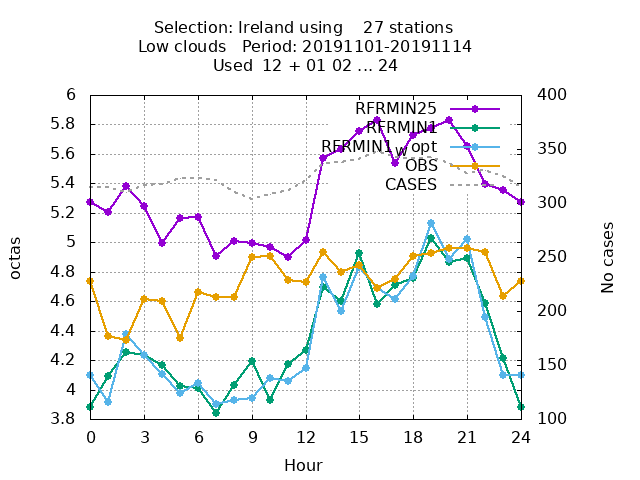 Selection: Ireland using    27 stations
Low clouds   Period: 20191101-20191114
Used  12 + 01 02 ... 24
octas
6
5.8
5.6
5.4
5.2
5
4.8
4.6
4.4
4.2
4
3.8
RFRMIN25
RFRMIN1
RFRMIN1wopt
OBS
CASES
400
350
300
250
200
150
100
No cases
0 3 6 9 12 15 18 21 24
Hour